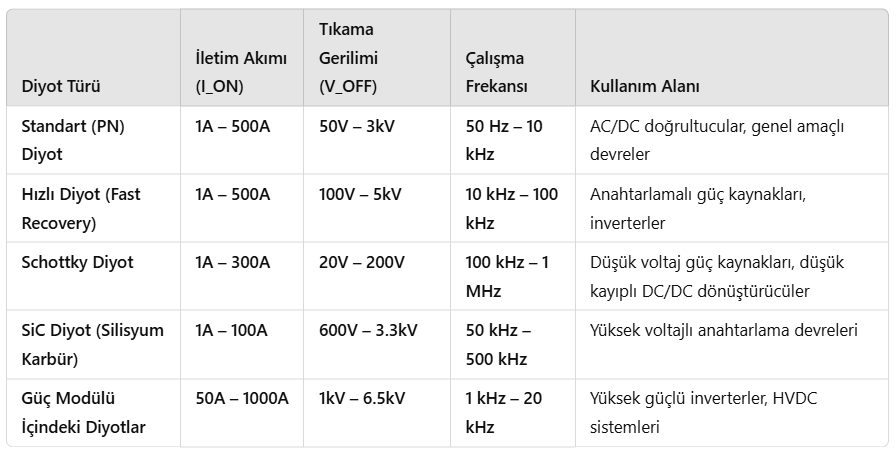 Diyot Türü
İletim Akımı
(I_ON)
Tıkama
Gerilimi
(V_OFF)
Çalışma
Frekansı
Kullanım Alanı
Standart (PN)
Diyot
1A – 500A
50V – 3kV
50 Hz – 10
kHz
AC/DC doğrultucular, genel amaçlı
devreler
Hızlı Diyot (Fast
Recovery)
1A – 500A
100V – 5kV
10 kHz – 100
kHz
Anahtarlamalı güç kaynakları,
inverterler
Schottky Diyot
1A – 300A
20V – 200V
100 kHz – 1
MHz
Düşük voltaj güç kaynakları, düşük
kayıplı DC/DC dönüştürücüler
SiC Diyot (Silisyum
Karbür)
1A – 100A
600V – 3.3kV
50 kHz –
500 kHz
Yüksek voltajlı anahtarlama devreleri
Güç Modülü
İçindeki Diyotlar
50A – 1000A
1kV – 6.5kV
1 kHz – 20
kHz
Yüksek güçlü inverterler, HVDC
sistemleri